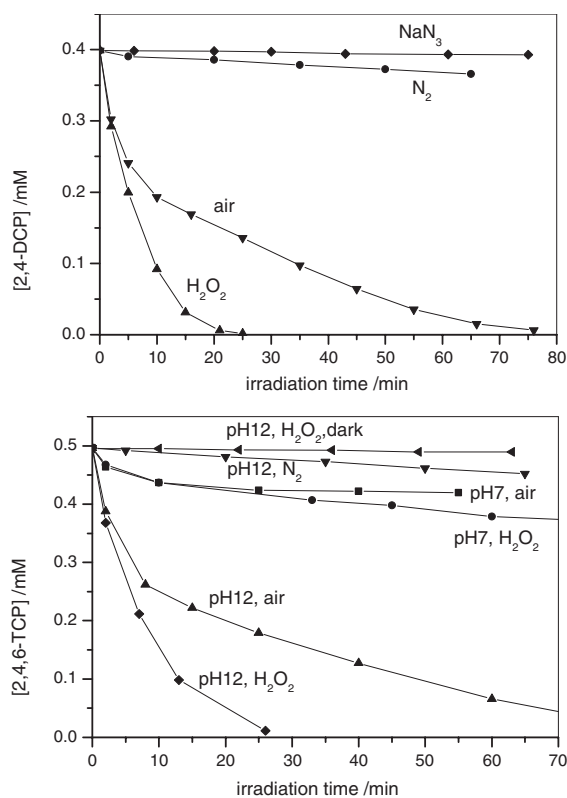 NaN₃
N₂
air
H₂O₂
[2,4-DCP] /mM
0.4
0.3
0.2
0.1
0.0
0 10 20 30 40 50 60 70 80
irradiation time /min
pH12, H₂O₂,dark
pH12, N₂
pH7, air
pH7, H₂O₂
pH12, air
pH12, H₂O₂
[2,4,6-TCP] /mM
0.5
0.4
0.3
0.2
0.1
0.0
0 10 20 30 40 50 60 70
irradiation time /min